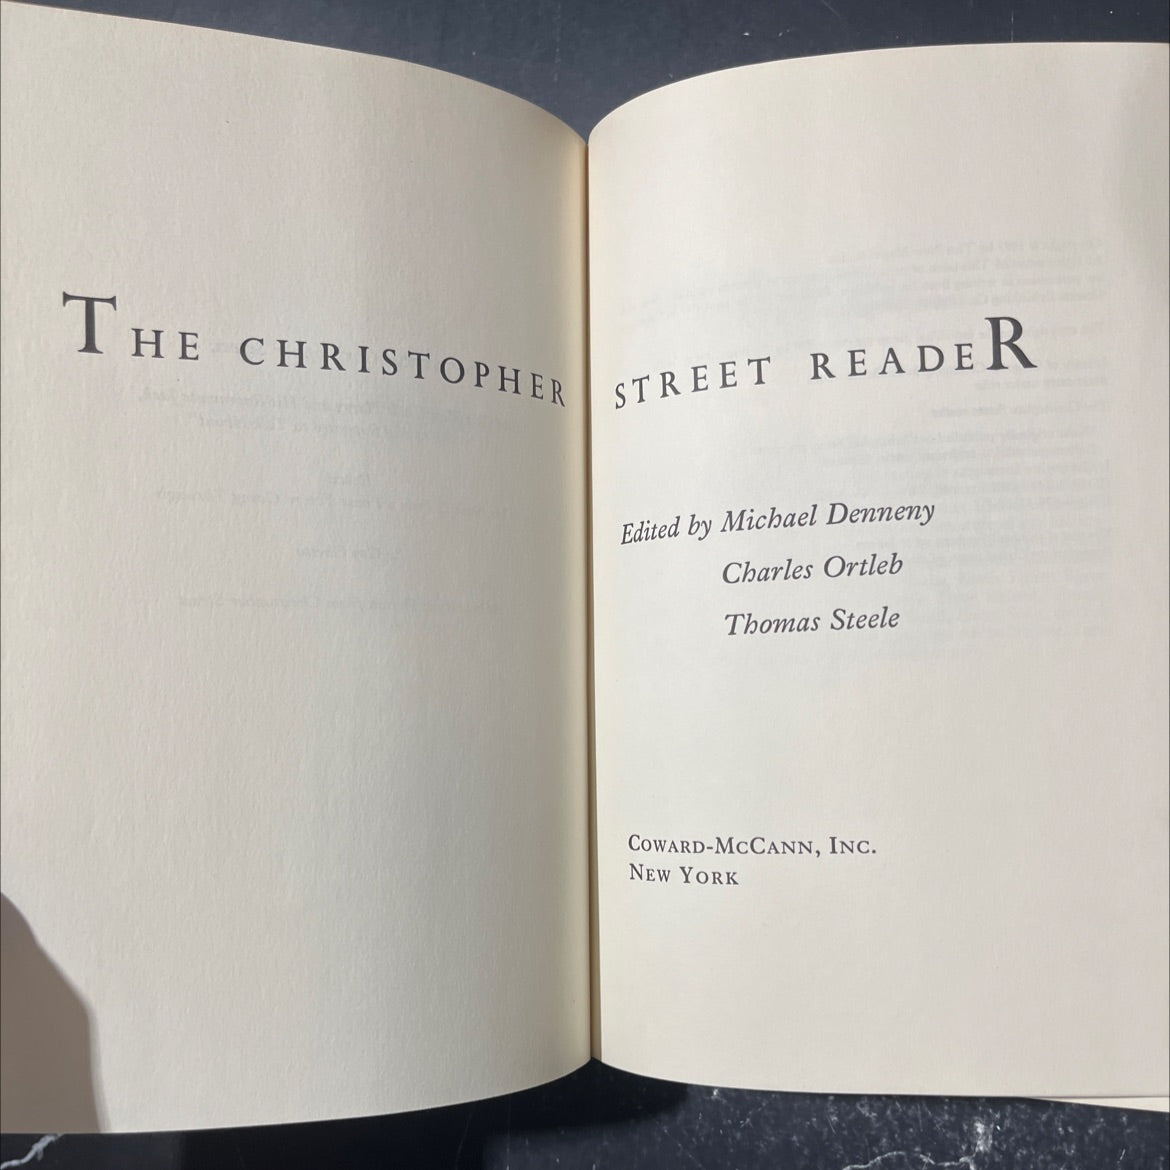 THE CHRISTOPHER STREET READER
Edited by Michael Denneny
Charles Ortleb
Thomas Steele
COWARD-MCCANN, INC.
NEW YORK